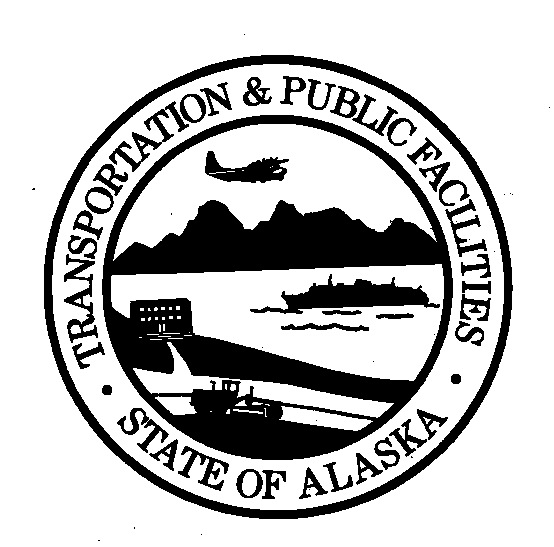 TRANSPORTATION & PUBLIC FACILITIES
STATE OF ALASKA